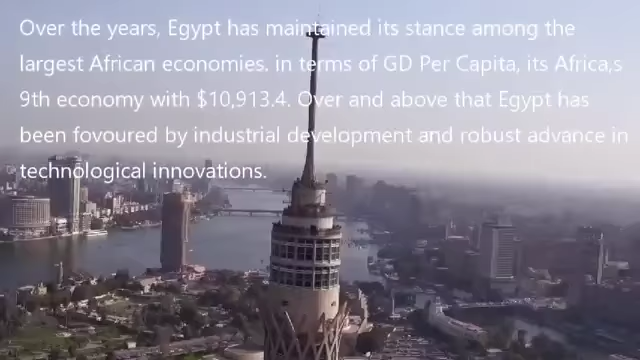 Over the years, Egypt has maintained its stance among the
largest African economies. in terms of GD Per Capita, its Africa,s
9th economy with $10,913.4. Over and above that Egypt has
been fovoured by industrial development and robust advance in
technological innovations.